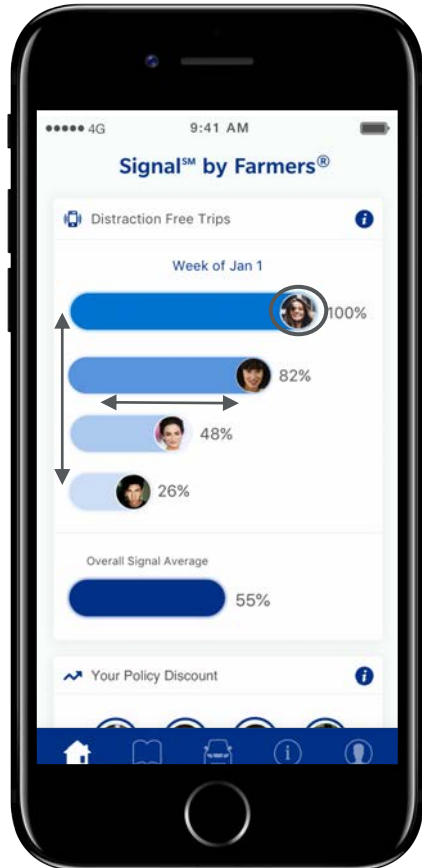 4G 9:41 AM
Signal℠ by Farmers®
Distraction Free Trips i
Week of Jan 1
100%
82%
48%
26%
Overall Signal Average
55%
Your Policy Discount i
i